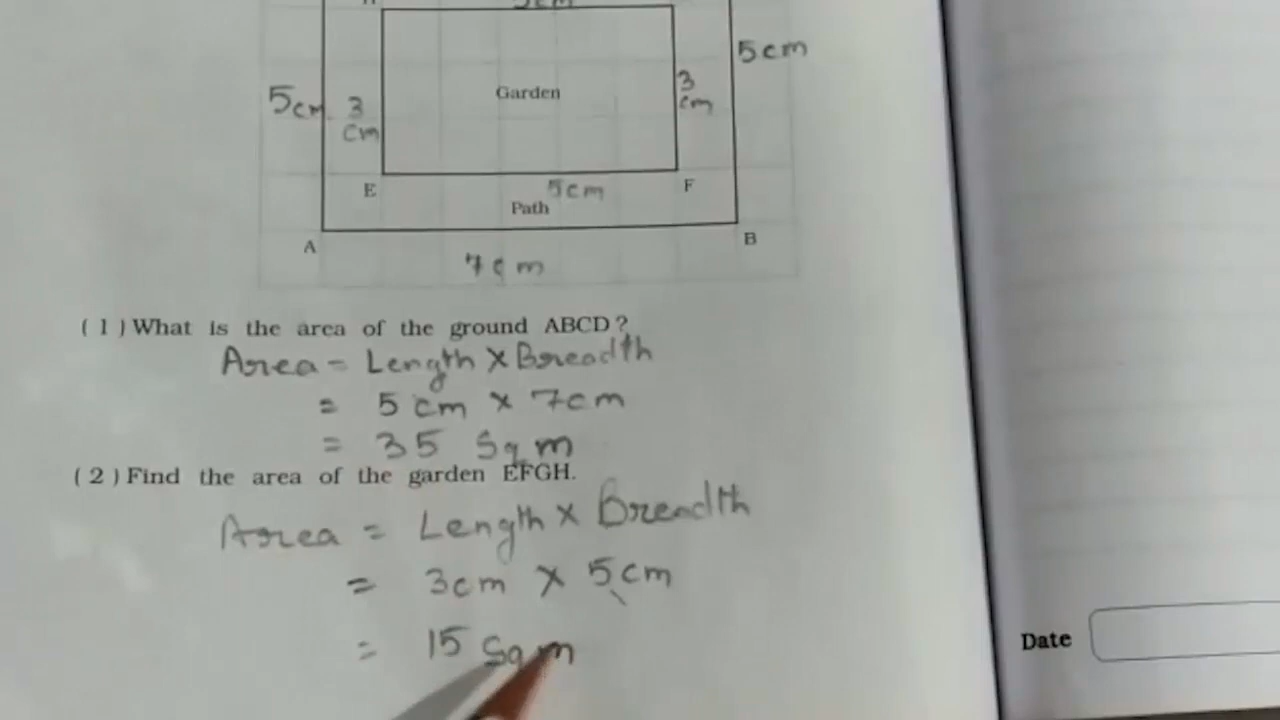 5cm
5cm
3
cm
Garden
3
cm
E
5cm
F
Path
A
B
7cm
( 1 ) What is the area of the ground ABCD ?
Area = Length × Breadth
= 5 cm × 7cm
= 35 Sq m
( 2 ) Find the area of the garden EFGH.
Area = Length × Breadth
= 3cm × 5cm
= 15 Sq m
Date